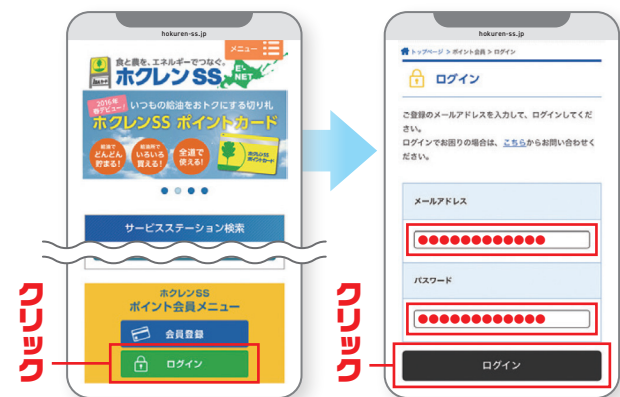 hokuren-ss.jp
メニュー
食と農を、エネルギーでつなぐ。
ホクレンSS
E-NET
2016年
春デビュー!
いつもの給油をおトクにする切り札
ホクレンSS ポイントカード
給油で
どんどん
貯まる!
給油所で
いろいろ
買える!
全道で
使える!
ホクレンSS
ポイントカード
サービスステーション検索
ホクレンSS
ポイント会員メニュー
会員登録
ログイン
クリック
hokuren-ss.jp
トップページ > ポイント会員 > ログイン
ログイン
ご登録のメールアドレスを入力して、ログインしてくだ
さい。
ログインでお困りの場合は、こちらからお問い合わせく
ださい。
メールアドレス
●●●●●●●●●●●●
パスワード
●●●●●●●●●●●●
ログイン
クリック